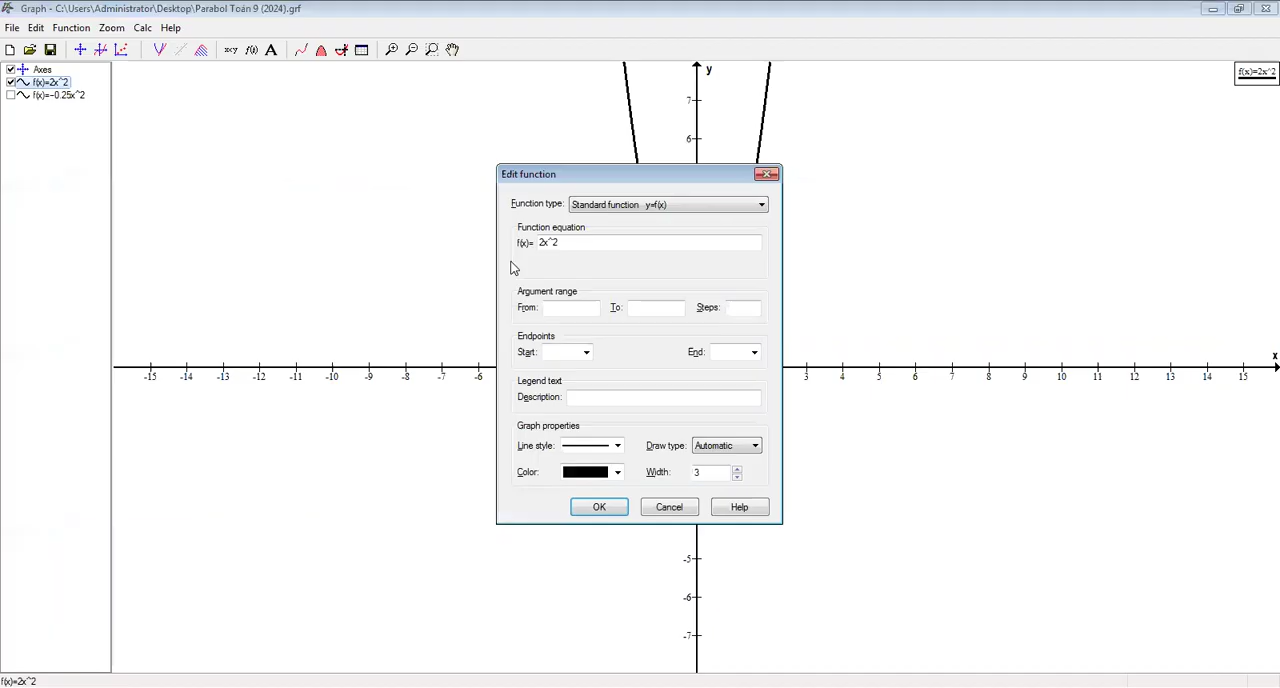 Graph - C:\Users\Administrator\Desktop\Parabol Toán 9 (2024).grf
File Edit Function Zoom Calc Help
Axes
f(x)=2x^2
f(x)=-0.25x^2
y
f(x)=2x^2
7
6
Edit function
Function type: Standard function y=f(x)
Function equation
f(x)= 2x^2
Argument range
From: To: Steps:
Endpoints
Start: End:
x
-15 -14 -13 -12 -11 -10 -9 -8 -7 -6 3 4 5 6 7 8 9 10 11 12 13 14 15
Legend text
Description:
Graph properties
Line style: Draw type: Automatic
Color: Width: 3
OK Cancel Help
-5
-6
-7
f(x)=2x^2